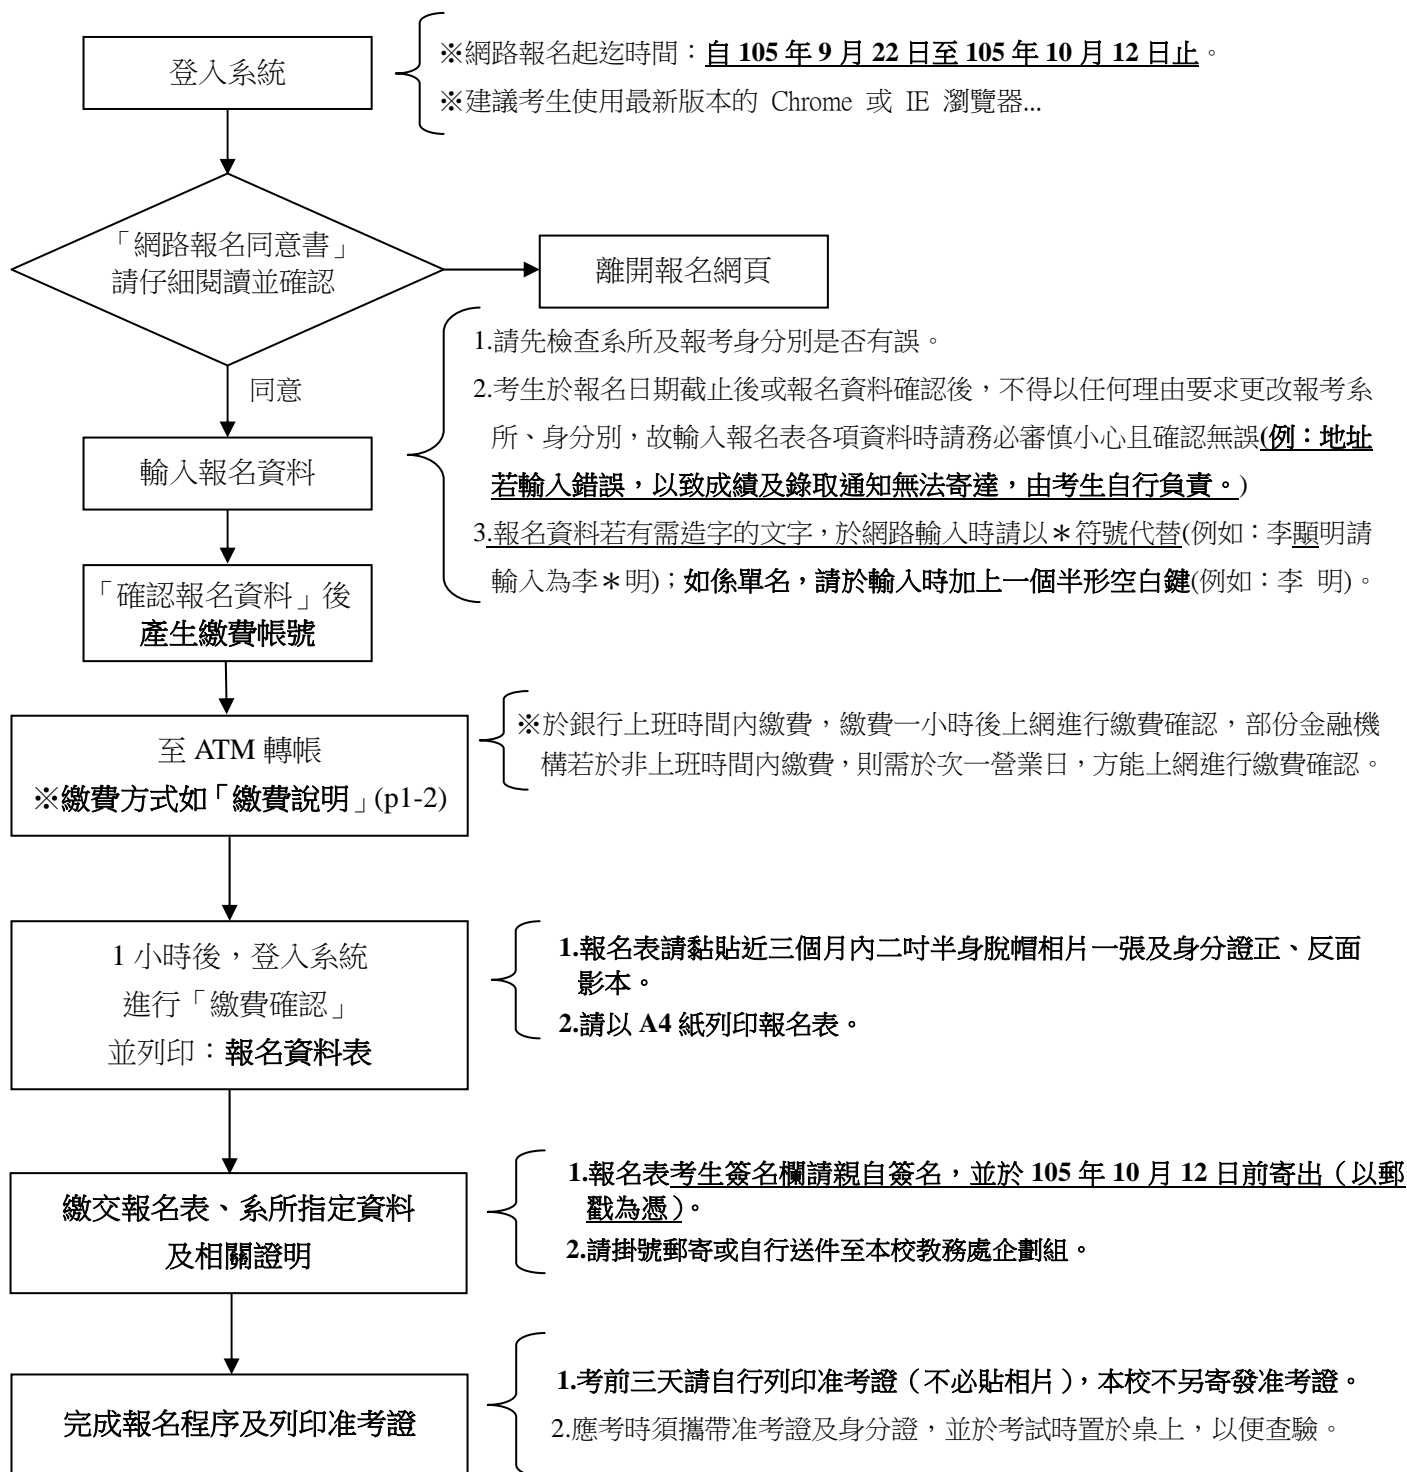 登入系統
※網路報名起迄時間：自 105 年 9 月 22 日至 105 年 10 月 12 日止。
※建議考生使用最新版本的 Chrome 或 IE 瀏覽器...
「網路報名同意書」
請仔細閱讀並確認
離開報名網頁
同意
1.請先檢查系所及報考身分別是否有誤。
2.考生於報名日期截止後或報名資料確認後，不得以任何理由要求更改報考系
所、身分別，故輸入報名表各項資料時請務必審慎小心且確認無誤(例：地址
若輸入錯誤，以致成績及錄取通知無法寄達，由考生自行負責。)
3.報名資料若有需造字的文字，於網路輸入時請以＊符號代替(例如：李顯明請
輸入為李＊明)；如係單名，請於輸入時加上一個半形空白鍵(例如：李 明)。
輸入報名資料
「確認報名資料」後
產生繳費帳號
至 ATM 轉帳
※繳費方式如「繳費說明」(p1-2)
※於銀行上班時間內繳費，繳費一小時後上網進行繳費確認，部份金融機
構若於非上班時間內繳費，則需於次一營業日，方能上網進行繳費確認。
1 小時後，登入系統
進行「繳費確認」
並列印：報名資料表
1.報名表請黏貼近三個月內二吋半身脫帽相片一張及身分證正、反面
影本。
2.請以 A4 紙列印報名表。
繳交報名表、系所指定資料
及相關證明
1.報名表考生簽名欄請親自簽名，並於 105 年 10 月 12 日前寄出（以郵
戳為憑）。
2.請掛號郵寄或自行送件至本校教務處企劃組。
完成報名程序及列印准考證
1.考前三天請自行列印准考證（不必貼相片），本校不另寄發准考證。
2.應考時須攜帶准考證及身分證，並於考試時置於桌上，以便查驗。